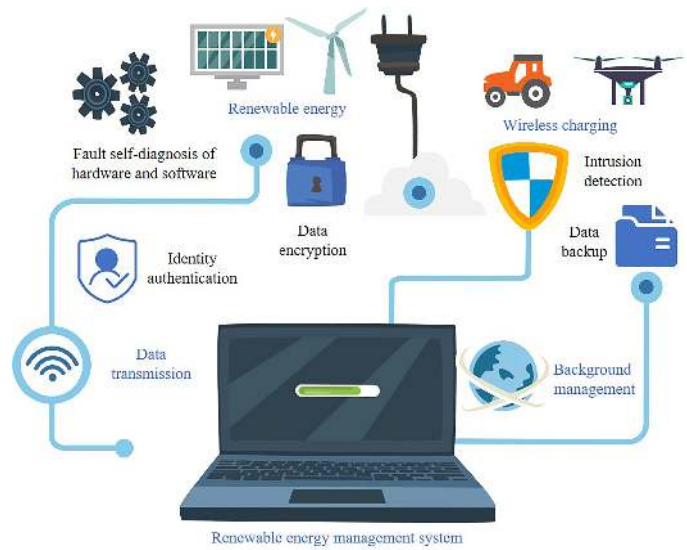 Renewable energy
Wireless charging
Fault self-diagnosis of
hardware and software
Intrusion
detection
Data
encryption
Data
backup
Identity
authentication
Data
transmission
Background
management
Renewable energy management system